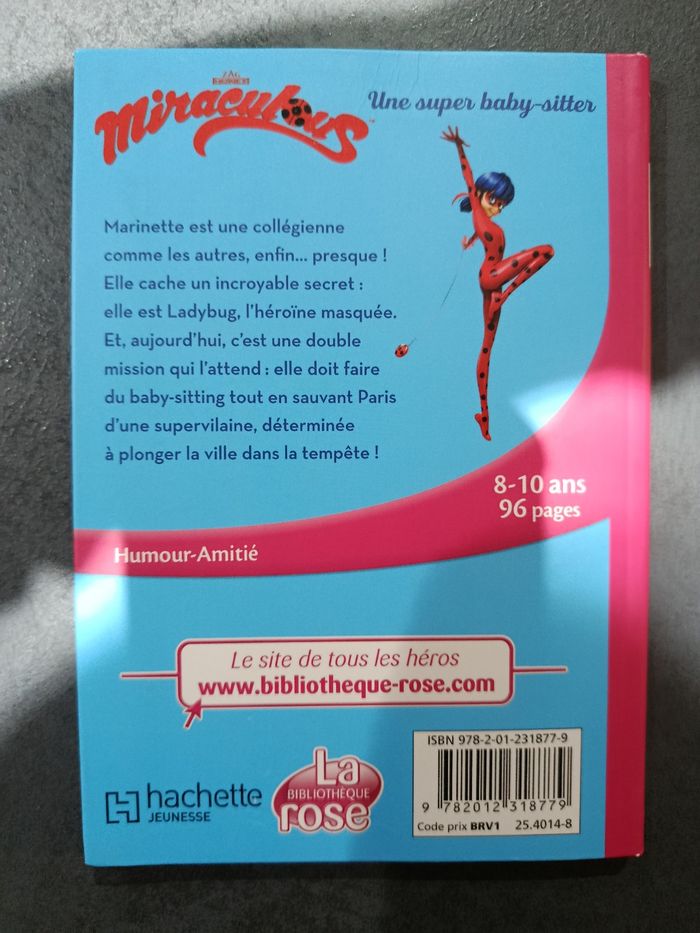 ZAG
HEROEZ
Miraculous
Une super baby-sitter
Marinette est une collégienne
comme les autres, enfin... presque !
Elle cache un incroyable secret :
elle est Ladybug, l'héroïne masquée.
Et, aujourd'hui, c'est une double
mission qui l'attend : elle doit faire
du baby-sitting tout en sauvant Paris
d'une supervilaine, déterminée
à plonger la ville dans la tempête !
8-10 ans
96 pages
Humour-Amitié
Le site de tous les héros
www.bibliotheque-rose.com
hachette
JEUNESSE
La
BIBLIOTHÈQUE
rose
ISBN 978-2-01-231877-9
9 782012 318779
Code prix BRV1 25.4014-8